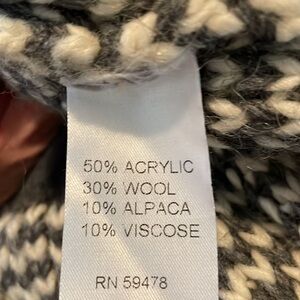 50% ACRYLIC
30% WOOL
10% ALPACA
10% VISCOSE
RN 59478